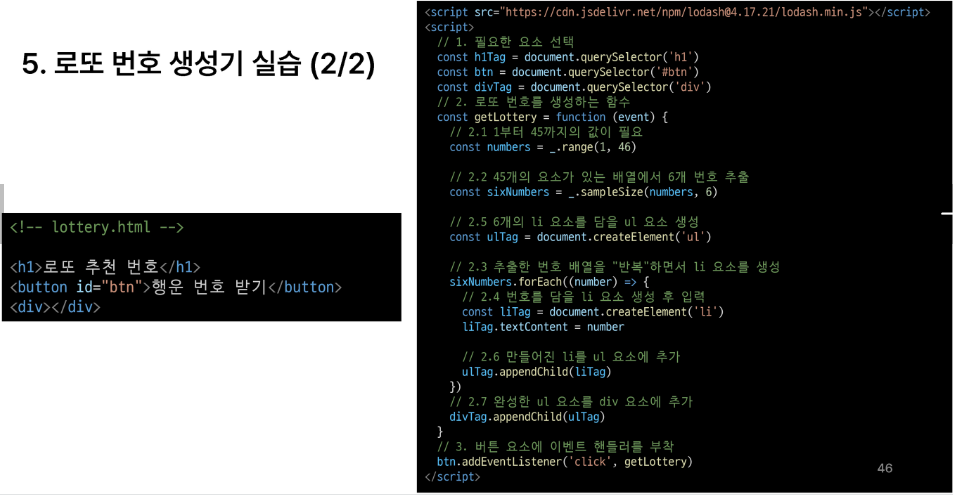 5. 로또 번호 생성기 실습 (2/2)
<!-- lottery.html -->
<h1>로또 추천 번호</h1>
<button id="btn">행운 번호 받기</button>
<div></div>
<script src="https://cdn.jsdelivr.net/npm/lodash@4.17.21/lodash.min.js"></script>
<script>
// 1. 필요한 요소 선택
const h1Tag = document.querySelector('h1')
const btn = document.querySelector('#btn')
const divTag = document.querySelector('div')
// 2. 로또 번호를 생성하는 함수
const getLottery = function (event) {
// 2.1 1부터 45까지의 값이 필요
const numbers = _.range(1, 46)
// 2.2 45개의 요소가 있는 배열에서 6개 번호 추출
const sixNumbers = _.sampleSize(numbers, 6)
// 2.5 6개의 li 요소를 담을 ul 요소 생성
const ulTag = document.createElement('ul')
// 2.3 추출한 번호 배열을 "반복"하면서 li 요소를 생성
sixNumbers.forEach((number) => {
// 2.4 번호를 담을 li 요소 생성 후 입력
const liTag = document.createElement('li')
liTag.textContent = number
// 2.6 만들어진 li를 ul 요소에 추가
ulTag.appendChild(liTag)
})
// 2.7 완성한 ul 요소를 div 요소에 추가
divTag.appendChild(ulTag)
}
// 3. 버튼 요소에 이벤트 핸들러를 부착
btn.addEventListener('click', getLottery)
</script>
46